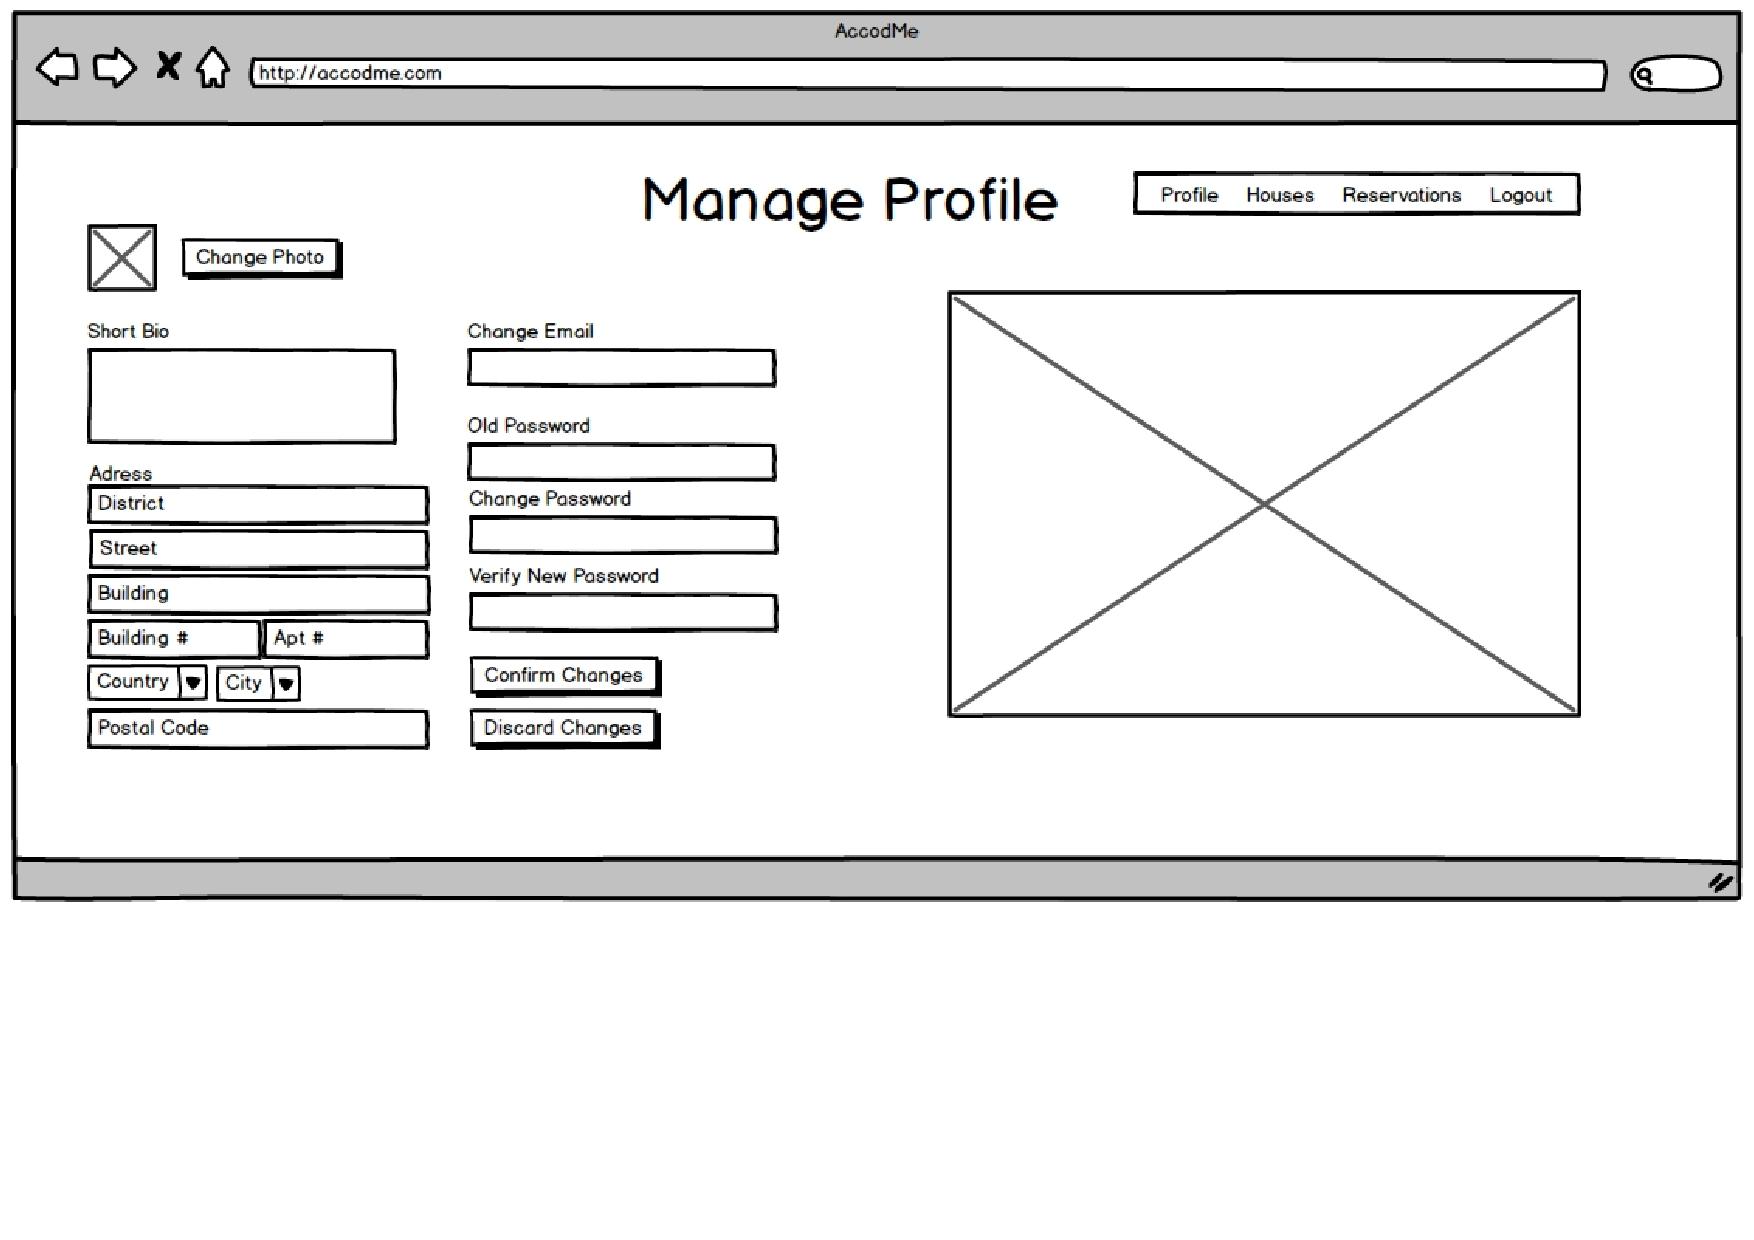 AccodMe
http://accodme.com
Manage Profile
Profile Houses Reservations Logout
Change Photo
Short Bio
Adress
District
Street
Building
Building # Apt #
Country City
Postal Code
Change Email
Old Password
Change Password
Verify New Password
Confirm Changes
Discard Changes